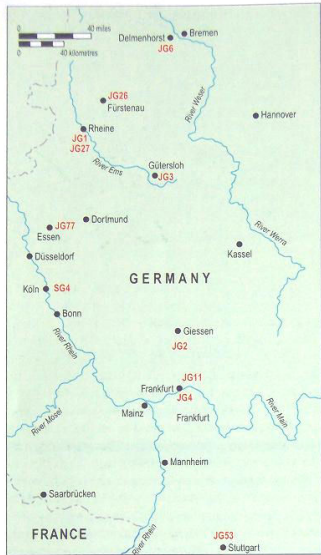 0 40 miles
0 40 kilometres
Bremen
Delmenhorst
JG6
JG26
Fürstenau
River Weser
Hannover
Rheine
JG1
JG27
River Ems
Gütersloh
JG3
Dortmund
JG77
Essen
Düsseldorf
Kassel
River Werra
GERMANY
Köln
SG4
Bonn
River Rhein
Giessen
JG2
JG11
Frankfurt
JG4
Mainz
Frankfurt
River Main
River Mosel
Mannheim
Saarbrücken
River Rhein
FRANCE
JG53
Stuttgart